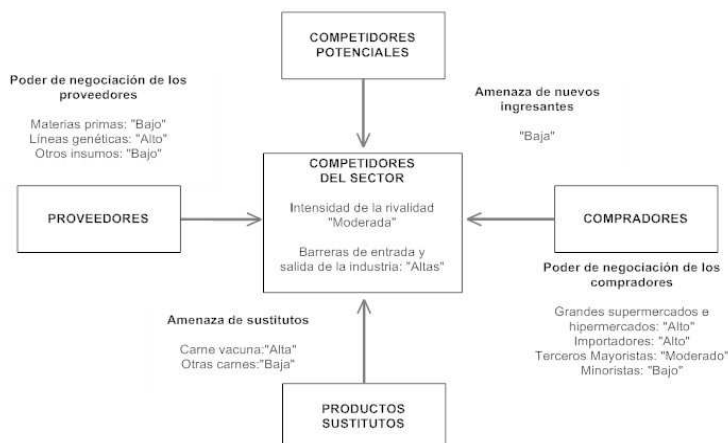 COMPETIDORES
POTENCIALES
Poder de negociación de los
proveedores
Materias primas: "Bajo"
Líneas genéticas: "Alto"
Otros insumos: "Bajo"
Amenaza de nuevos
ingresantes
"Baja"
PROVEEDORES
COMPETIDORES
DEL SECTOR
Intensidad de la rivalidad
"Moderada"
Barreras de entrada y
salida de la industria: "Altas"
COMPRADORES
Poder de negociación de los
compradores
Grandes supermercados e
hipermercados: "Alto"
Importadores: "Alto"
Terceros Mayoristas: "Moderado"
Minoristas: "Bajo"
Amenaza de sustitutos
Carne vacuna:"Alta"
Otras carnes:"Baja"
PRODUCTOS
SUSTITUTOS